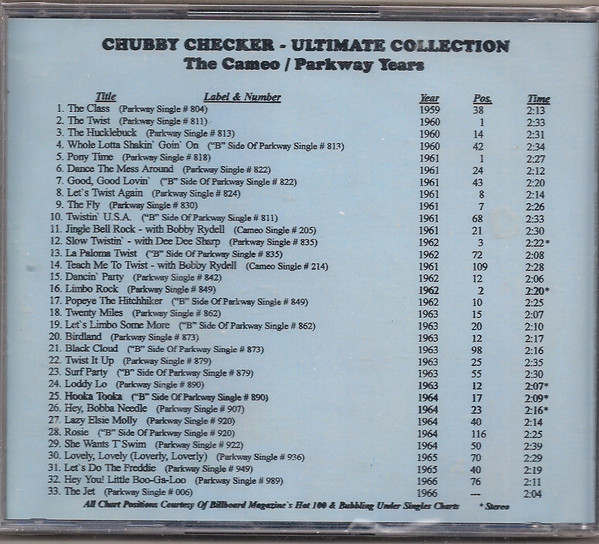 CHUBBY CHECKER - ULTIMATE COLLECTION
The Cameo / Parkway Years
Title Label & Number Year Pos. Time
1. The Class (Parkway Single # 804) 1959 38 2:13
2. The Twist (Parkway Single # 811) 1960 1 2:33
3. The Hucklebuck (Parkway Single # 813) 1960 14 2:31
4. Whole Lotta Shakin` Goin` On ("B" Side Of Parkway Single # 813) 1960 42 2:34
5. Pony Time (Parkway Single # 818) 1961 1 2:27
6. Dance The Mess Around (Parkway Single # 822) 1961 24 2:12
7. Good, Good Lovin` ("B" Side Of Parkway Single # 822) 1961 43 2:20
8. Let`s Twist Again (Parkway Single # 824) 1961 8 2:14
9. The Fly (Parkway Single # 830) 1961 7 2:26
10. Twistin` U.S.A. ("B" Side Of Parkway Single # 811) 1961 68 2:33
11. Jingle Bell Rock - with Bobby Rydell (Cameo Single # 205) 1961 21 2:30
12. Slow Twistin` - with Dee Dee Sharp (Parkway Single # 835) 1962 3 2:22*
13. La Paloma Twist ("B" Side Of Parkway Single # 835) 1962 72 2:08
14. Teach Me To Twist - with Bobby Rydell (Cameo Single # 214) 1961 109 2:28
15. Dancin` Party (Parkway Single # 842) 1962 12 2:06
16. Limbo Rock (Parkway Single # 849) 1962 2 2:20*
17. Popeye The Hitchhiker ("B" Side Of Parkway Single # 849) 1962 10 2:25
18. Twenty Miles (Parkway Single # 862) 1963 15 2:07
19. Let`s Limbo Some More ("B" Side Of Parkway Single # 862) 1963 20 2:10
20. Birdland (Parkway Single # 873) 1963 12 2:17
21. Black Cloud ("B" Side Of Parkway Single # 873) 1963 98 2:16
22. Twist It Up (Parkway Single # 879) 1963 25 2:35
23. Surf Party ("B" Side Of Parkway Single # 879) 1963 55 2:30
24. Loddy Lo (Parkway Single # 890) 1963 12 2:07*
25. Hooka Tooka ("B" Side Of Parkway Single # 890) 1964 17 2:09*
26. Hey, Bobba Needle (Parkway Single # 907) 1964 23 2:16*
27. Lazy Elsie Molly (Parkway Single # 920) 1964 40 2:14
28. Rosie ("B" Side Of Parkway Single # 920) 1964 116 2:25
29. She Wants T`Swim (Parkway Single # 922) 1964 50 2:39
30. Lovely, Lovely (Loverly, Loverly) (Parkway Single # 936) 1965 70 2:29
31. Let`s Do The Freddie (Parkway Single # 949) 1965 40 2:19
32. Hey You! Little Boo-Ga-Loo (Parkway Single # 989) 1966 76 2:11
33. The Jet (Parkway Single # 006) 1966 --- 2:04
All Chart Positions Courtesy Of Billboard Magazine`s Hot 100 & Bubbling Under Singles Charts * Stereo